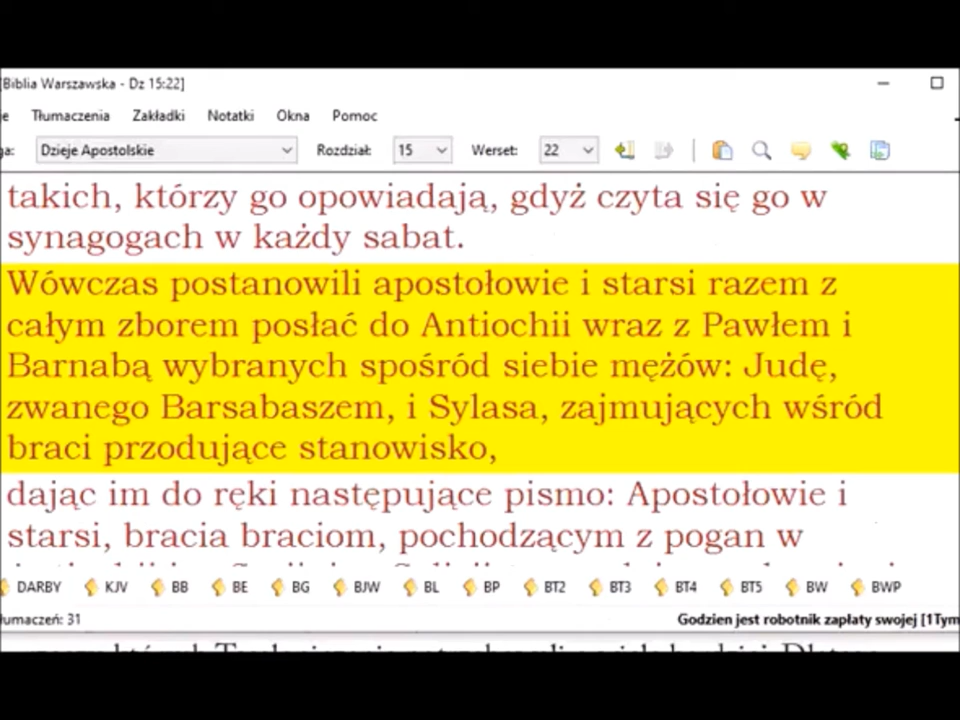 [Biblia Warszawska - Dz 15:22]
Tłumaczenia Zakładki Notatki Okna Pomoc
Dzieje Apostolskie Rozdział: 15 Werset: 22
takich, którzy go opowiadają, gdyż czyta się go w
synagogach w każdy sabat.
Wówczas postanowili apostołowie i starsi razem z
całym zborem posłać do Antiochii wraz z Pawłem i
Barnabą wybranych spośród siebie mężów: Judę,
zwanego Barsabaszem, i Sylasa, zajmujących wśród
braci przodujące stanowisko,
dając im do ręki następujące pismo: Apostołowie i
starsi, bracia braciom, pochodzącym z pogan w
DARBY KJV BB BE BG BJW BL BP BT2 BT3 BT4 BT5 BW BWP
łumaczeń: 31 Godzien jest robotnik zapłaty swojej [1Tym